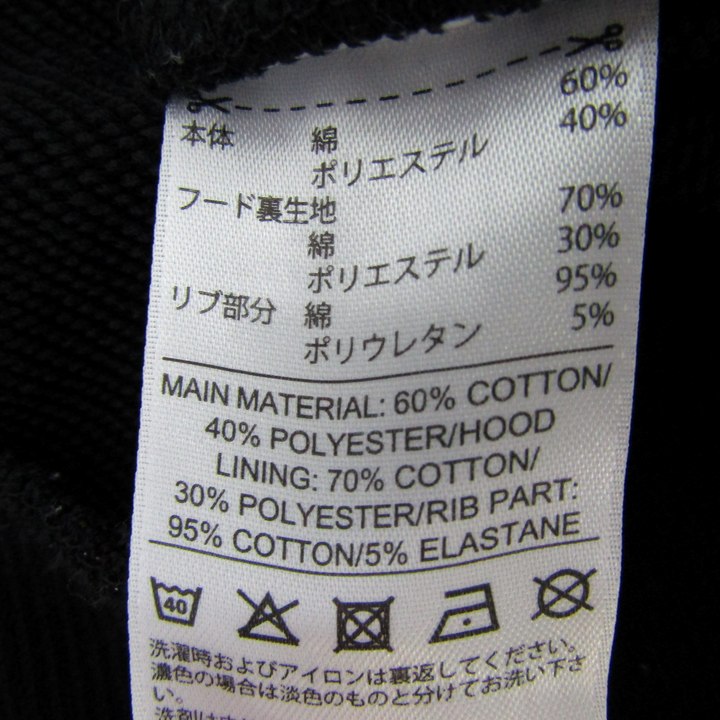 本体 綿 60%
ポリエステル 40%
フード裏生地
綿 70%
ポリエステル 30%
リブ部分 綿 95%
ポリウレタン 5%
MAIN MATERIAL: 60% COTTON/
40% POLYESTER/HOOD
LINING: 70% COTTON/
30% POLYESTER/RIB PART:
95% COTTON/5% ELASTANE
40
洗濯時およびアイロンは裏返してください。
濃色の場合は淡色のものと分けてお洗い下さ
い。